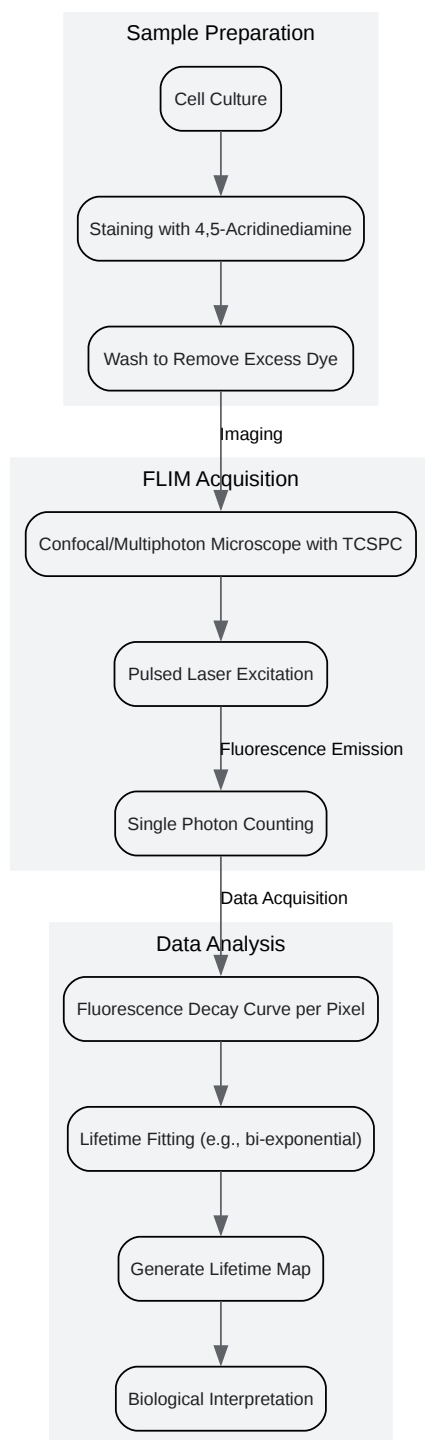 Sample Preparation
Cell Culture
Staining with 4,5-Acridinediamine
Wash to Remove Excess Dye
Imaging
FLIM Acquisition
Confocal/Multiphoton Microscope with TCSPC
Pulsed Laser Excitation
Fluorescence Emission
Single Photon Counting
Data Acquisition
Data Analysis
Fluorescence Decay Curve per Pixel
Lifetime Fitting (e.g., bi-exponential)
Generate Lifetime Map
Biological Interpretation